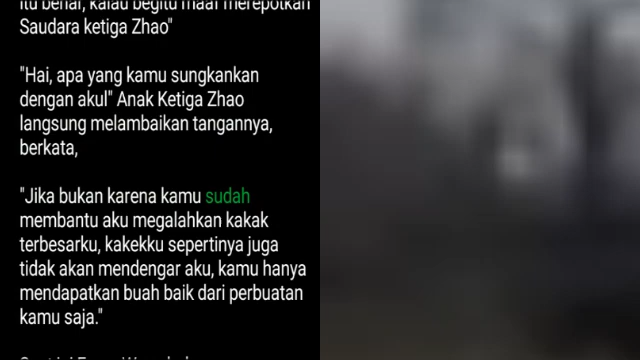 itu benar, kalau begitu maaf merepotkan
Saudara ketiga Zhao"
"Hai, apa yang kamu sungkankan
dengan aku!" Anak Ketiga Zhao
langsung melambaikan tangannya,
berkata,
"Jika bukan karena kamu sudah
membantu aku megalahkan kakak
terbesarku, kakekku sepertinya juga
tidak akan mendengar aku, kamu hanya
mendapatkan buah baik dari perbuatan
kamu saja."